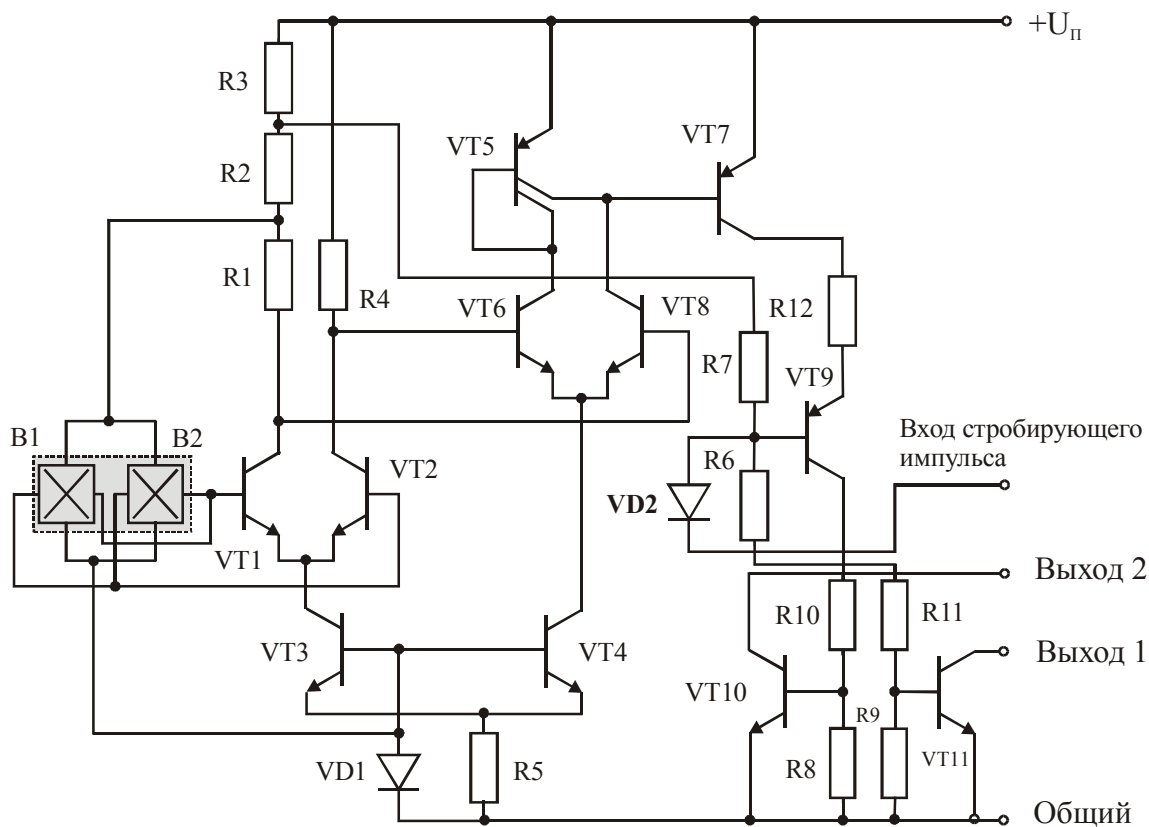 +Uп
R3
VT5
VT7
R2
R1
R4
VT6
VT8
R12
R7
VT9
B1
B2
Вход стробирующего
импульса
VT2
R6
VD2
VT1
Выход 2
R10
R11
VT3
VT4
Выход 1
VT10
R9
VD1
R5
R8
VT11
Общий